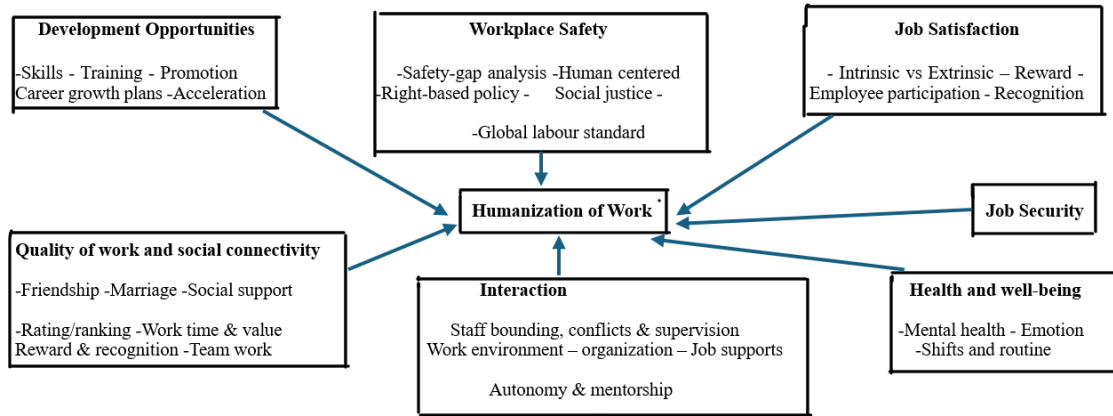 Development Opportunities
-Skills - Training - Promotion
Career growth plans -Acceleration
Workplace Safety
-Safety-gap analysis -Human centered
-Right-based policy - Social justice -
-Global labour standard
Job Satisfaction
- Intrinsic vs Extrinsic – Reward -
Employee participation - Recognition
Humanization of Work
Job Security
Quality of work and social connectivity
-Friendship -Marriage -Social support
-Rating/ranking -Work time & value
Reward & recognition -Team work
Interaction
Staff bounding, conflicts & supervision
Work environment – organization – Job supports
Autonomy & mentorship
Health and well-being
-Mental health - Emotion
-Shifts and routine